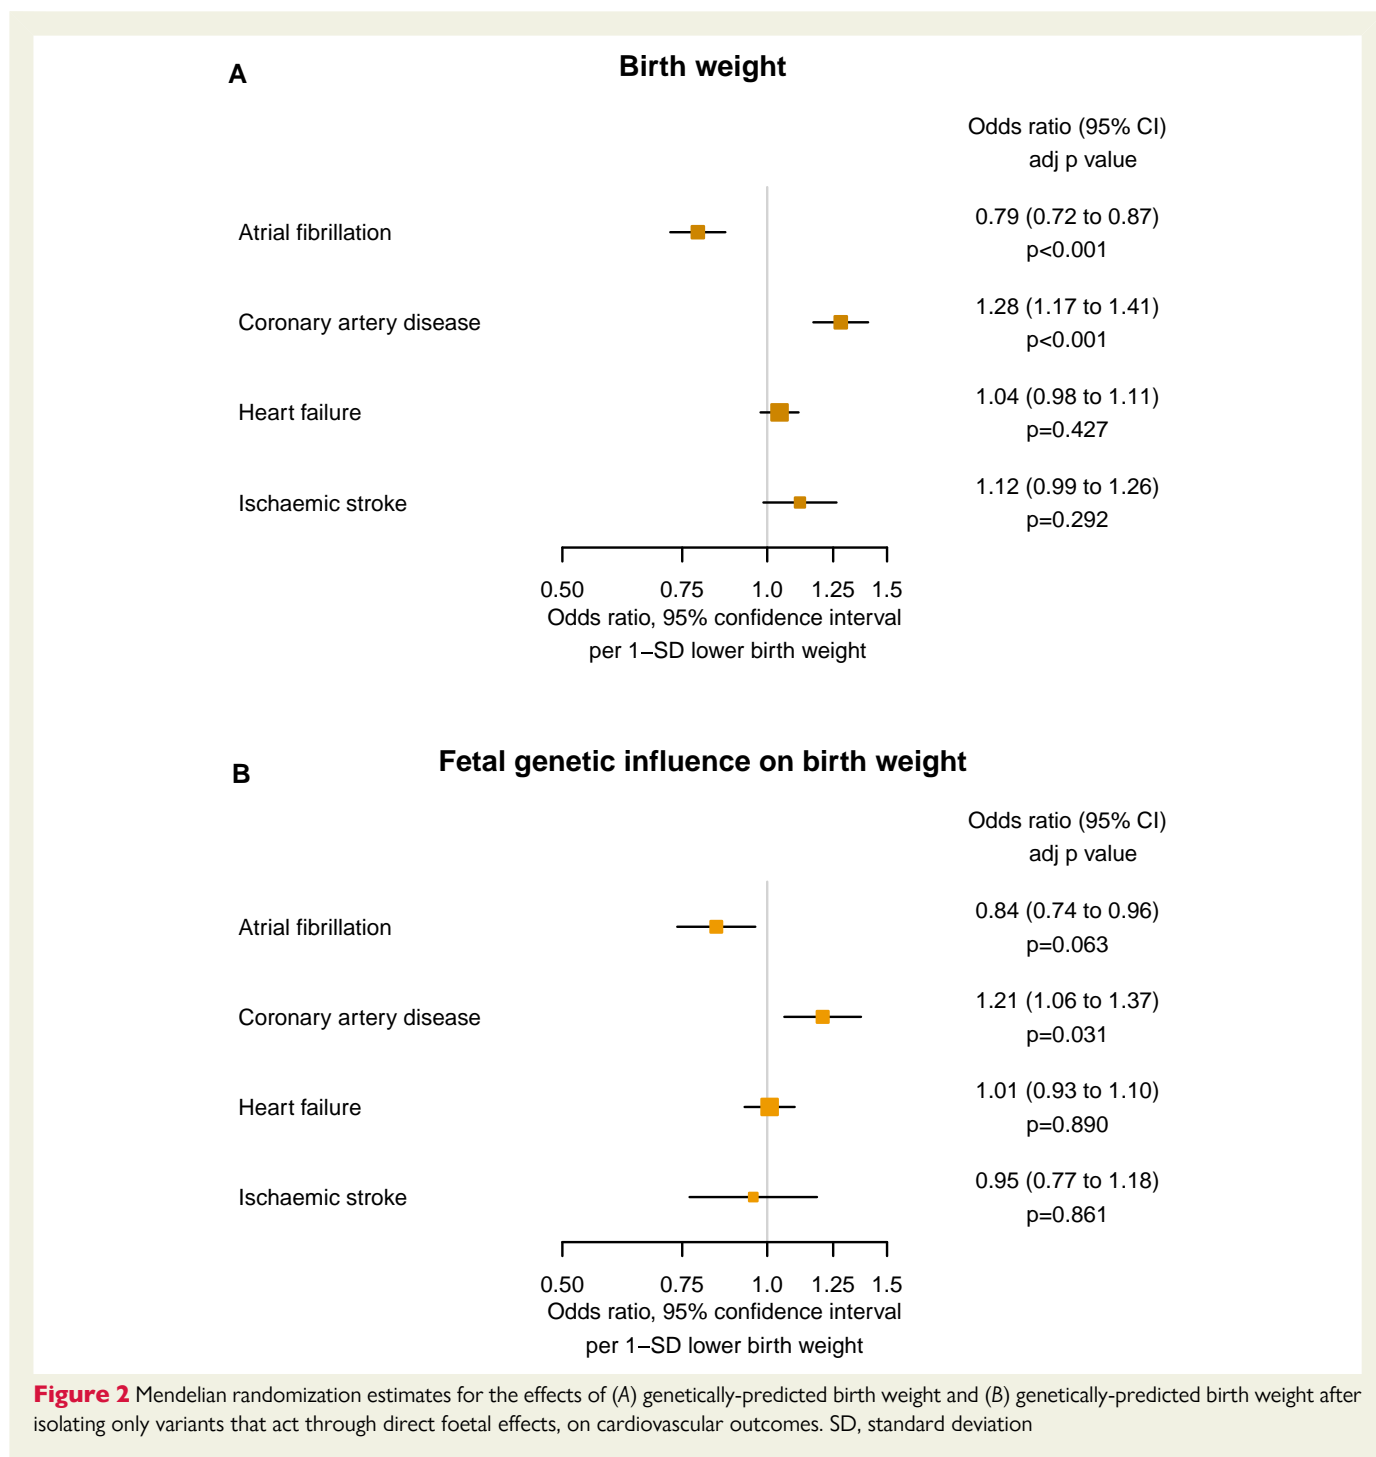 A
Birth weight
Odds ratio (95% CI)
adj p value
Atrial fibrillation
0.79 (0.72 to 0.87)
p<0.001
Coronary artery disease
1.28 (1.17 to 1.41)
p<0.001
Heart failure
1.04 (0.98 to 1.11)
p=0.427
Ischaemic stroke
1.12 (0.99 to 1.26)
p=0.292
0.50 0.75 1.0 1.25 1.5
Odds ratio, 95% confidence interval
per 1−SD lower birth weight
B
Fetal genetic influence on birth weight
Odds ratio (95% CI)
adj p value
Atrial fibrillation
0.84 (0.74 to 0.96)
p=0.063
Coronary artery disease
1.21 (1.06 to 1.37)
p=0.031
Heart failure
1.01 (0.93 to 1.10)
p=0.890
Ischaemic stroke
0.95 (0.77 to 1.18)
p=0.861
0.50 0.75 1.0 1.25 1.5
Odds ratio, 95% confidence interval
per 1−SD lower birth weight
Figure 2 Mendelian randomization estimates for the effects of (A) genetically-predicted birth weight and (B) genetically-predicted birth weight after
isolating only variants that act through direct foetal effects, on cardiovascular outcomes. SD, standard deviation